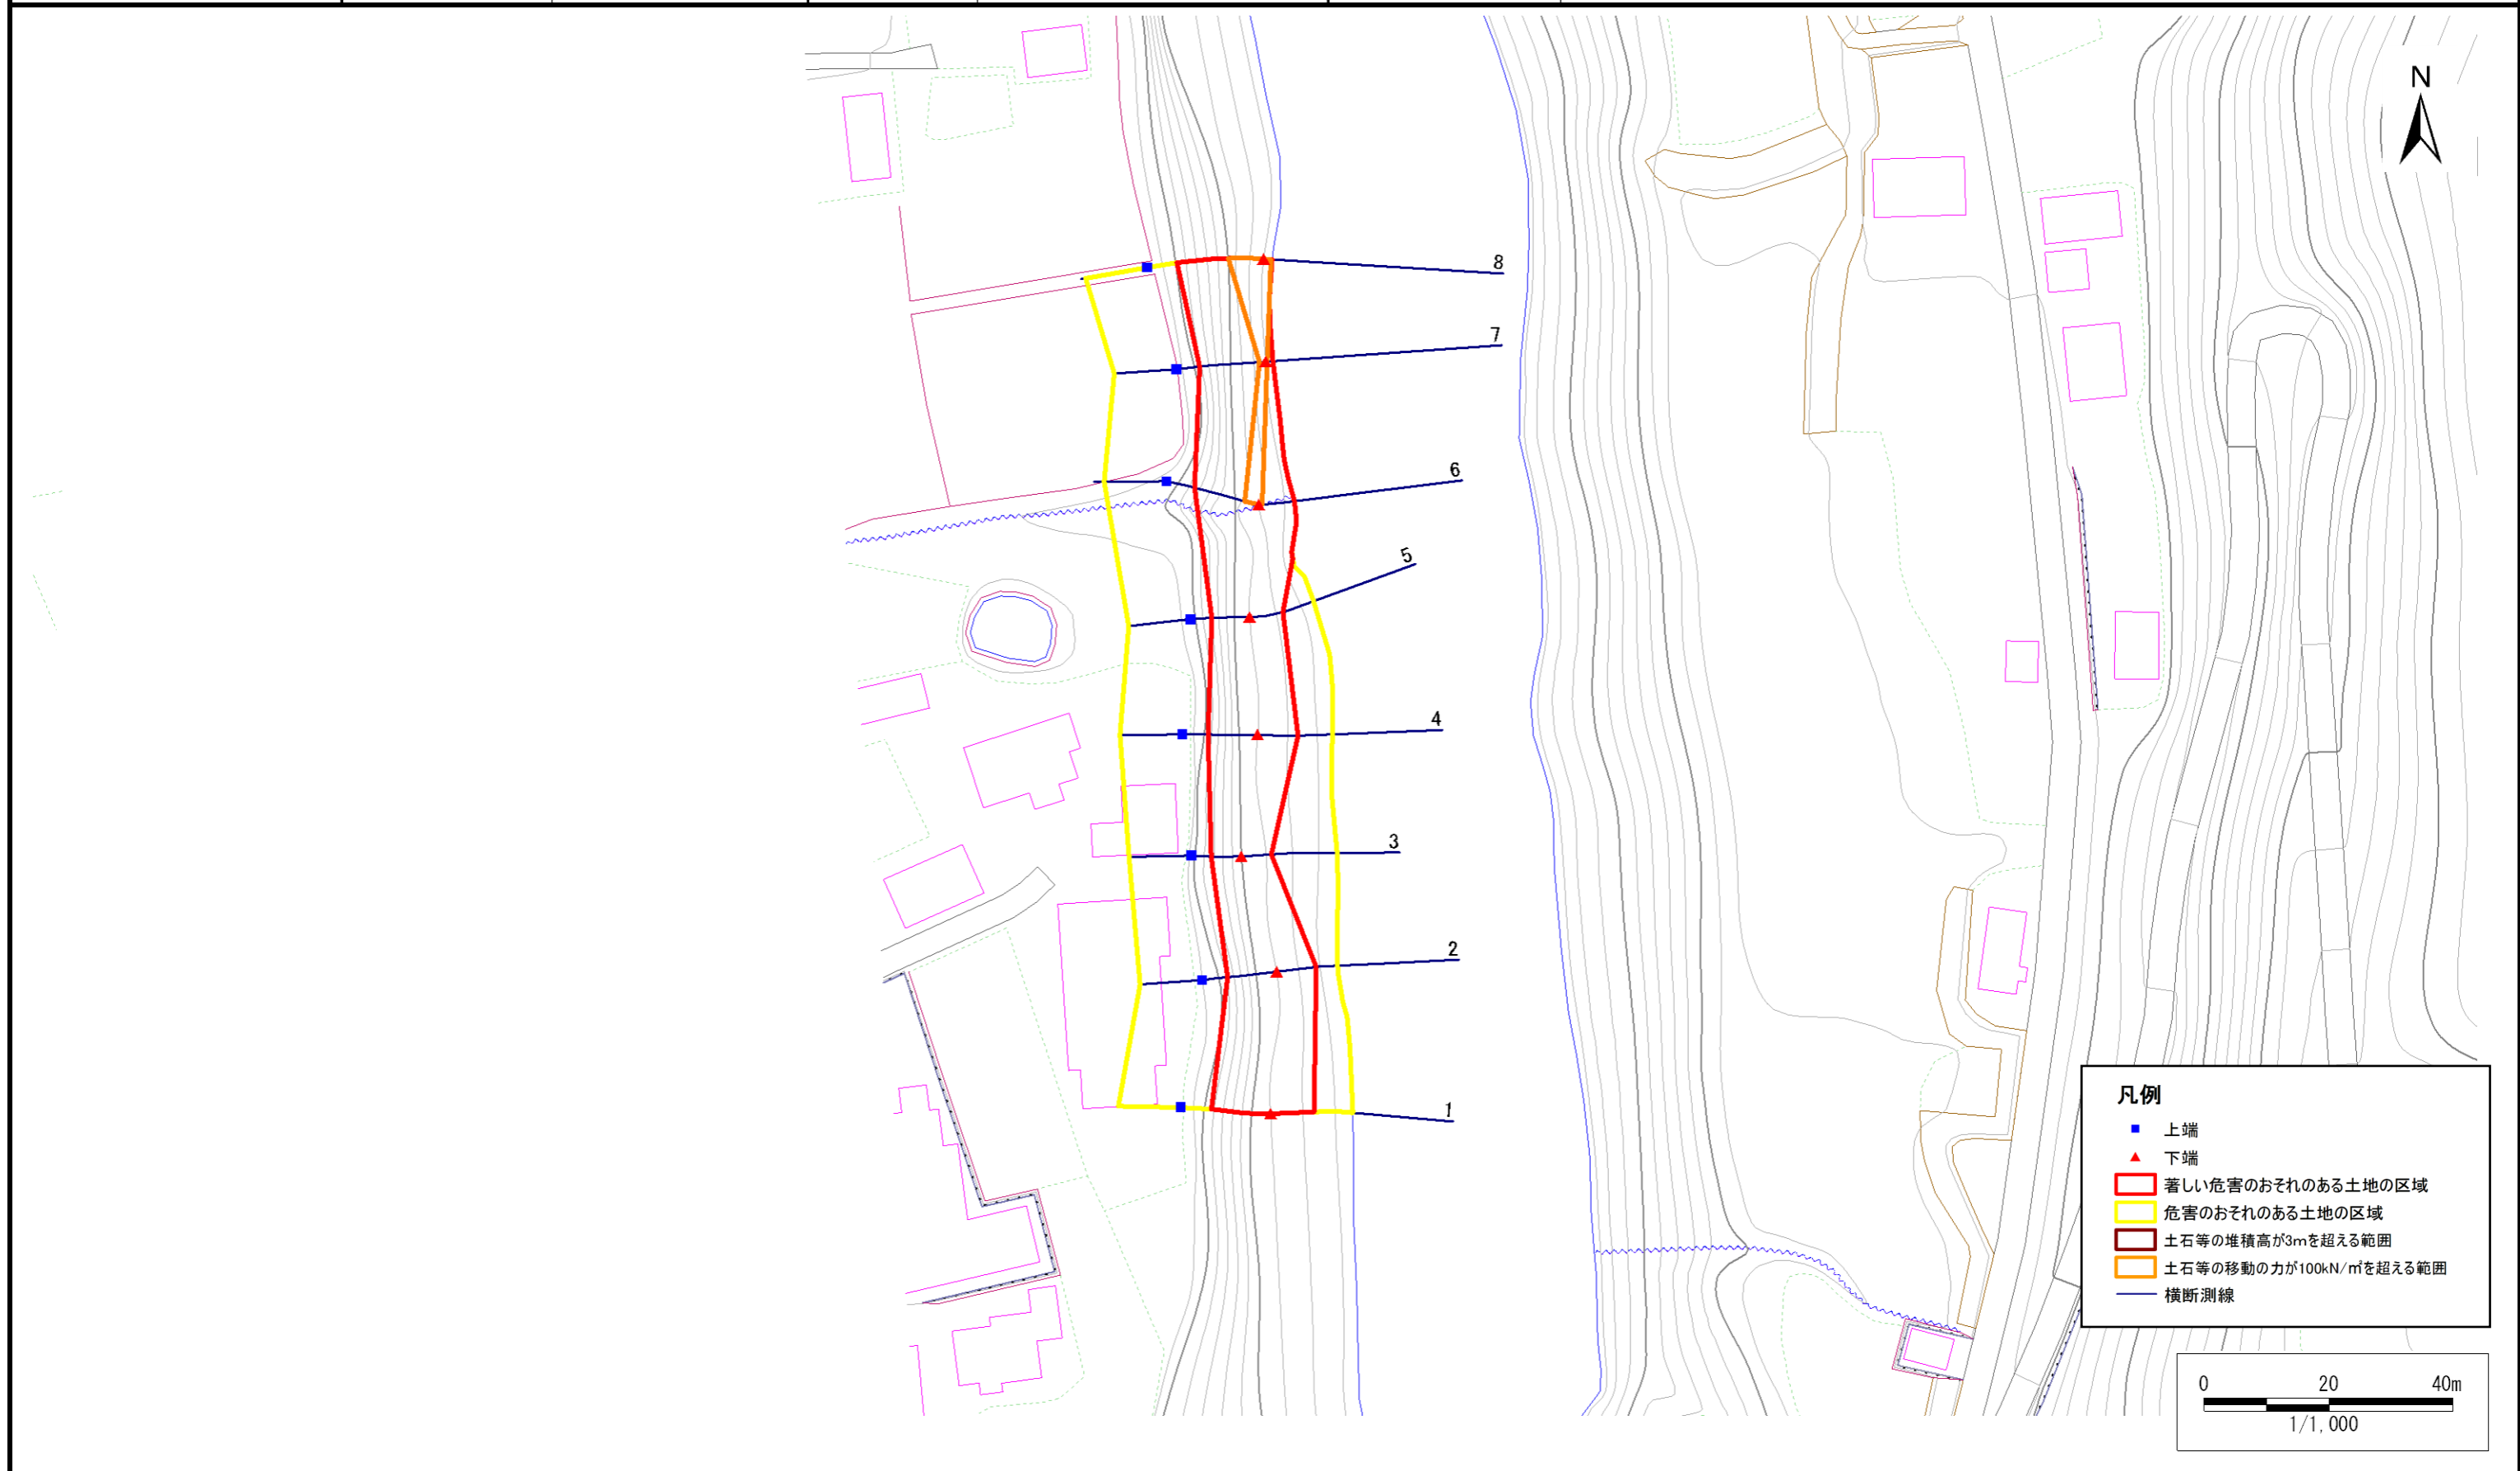 N
8
7
6
5
4
3
2
1
凡例
上端
下端
著しい危害のおそれのある土地の区域
危害のおそれのある土地の区域
土石等の堆積高が3mを超える範囲
土石等の移動の力が100kN/㎡を超える範囲
横断測線
0 20 40m
1/1,000